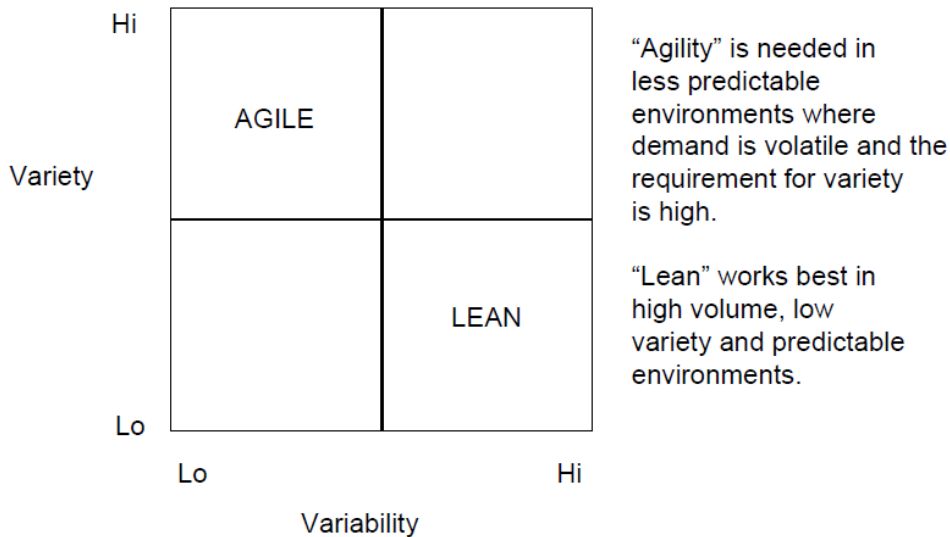 Hi
AGILE
Variety
LEAN
Lo
Lo
Hi
Variability
“Agility” is needed in
less predictable
environments where
demand is volatile and the
requirement for variety
is high.
“Lean” works best in
high volume, low
variety and predictable
environments.